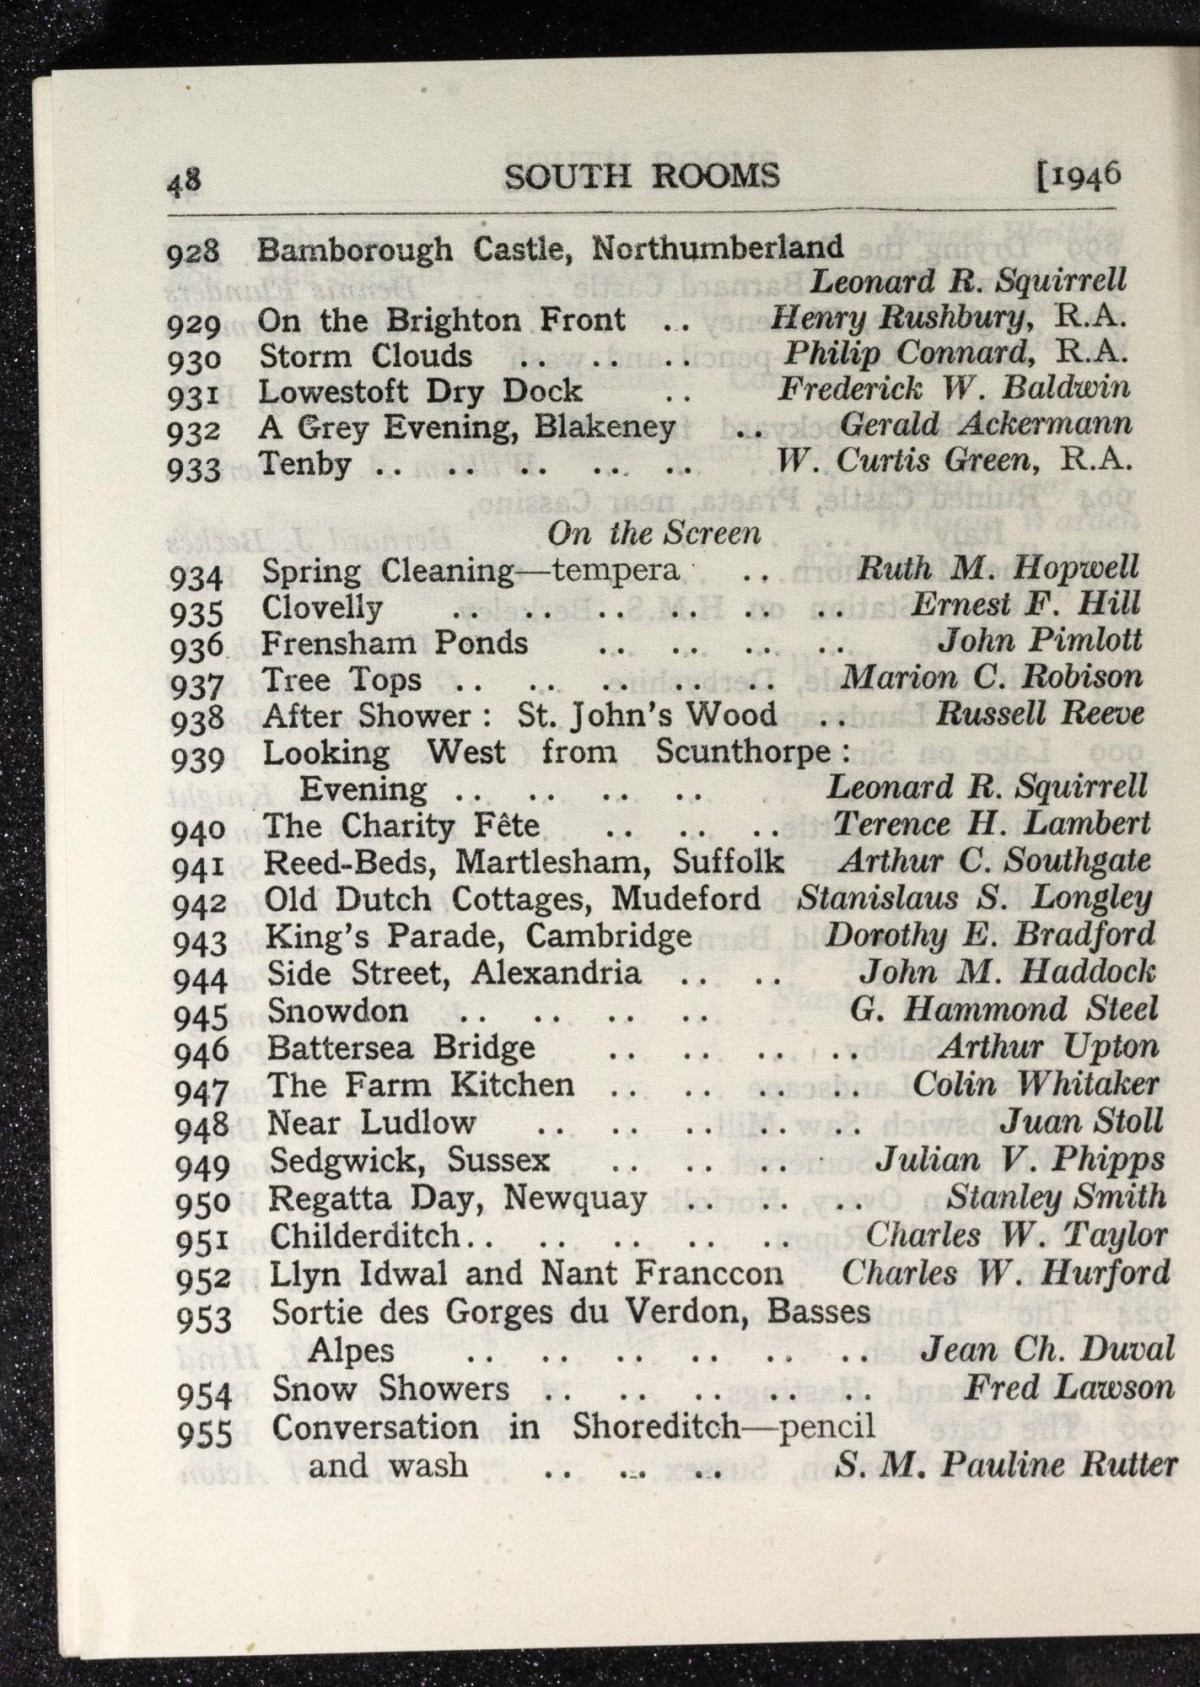 48 SOUTH ROOMS [1946
928 Bamborough Castle, Northumberland
Leonard R. Squirrell
929 On the Brighton Front .. Henry Rushbury, R.A.
930 Storm Clouds .. .. .. Philip Connard, R.A.
931 Lowestoft Dry Dock .. Frederick W. Baldwin
932 A Grey Evening, Blakeney .. Gerald Ackermann
933 Tenby .. .. .. .. .. W. Curtis Green, R.A.
On the Screen
934 Spring Cleaning—tempera .. Ruth M. Hopwell
935 Clovelly .. .. .. .. .. .. Ernest F. Hill
936 Frensham Ponds .. .. .. .. John Pimlott
937 Tree Tops .. .. .. .. .. Marion C. Robison
938 After Shower : St. John's Wood .. Russell Reeve
939 Looking West from Scunthorpe :
Evening .. .. .. .. Leonard R. Squirrell
940 The Charity Fête .. .. .. Terence H. Lambert
941 Reed-Beds, Martlesham, Suffolk Arthur C. Southgate
942 Old Dutch Cottages, Mudeford Stanislaus S. Longley
943 King's Parade, Cambridge Dorothy E. Bradford
944 Side Street, Alexandria .. .. John M. Haddock
945 Snowdon .. .. .. .. G. Hammond Steel
946 Battersea Bridge .. .. .. .. Arthur Upton
947 The Farm Kitchen .. .. .. .. Colin Whitaker
948 Near Ludlow .. .. .. .. .. Juan Stoll
949 Sedgwick, Sussex .. .. .. Julian V. Phipps
950 Regatta Day, Newquay .. .. .. Stanley Smith
951 Childerditch .. .. .. .. .. Charles W. Taylor
952 Llyn Idwal and Nant Franccon Charles W. Hurford
953 Sortie des Gorges du Verdon, Basses
Alpes .. .. .. .. .. .. Jean Ch. Duval
954 Snow Showers .. .. .. .. .. Fred Lawson
955 Conversation in Shoreditch—pencil
and wash .. .. .. S. M. Pauline Rutter